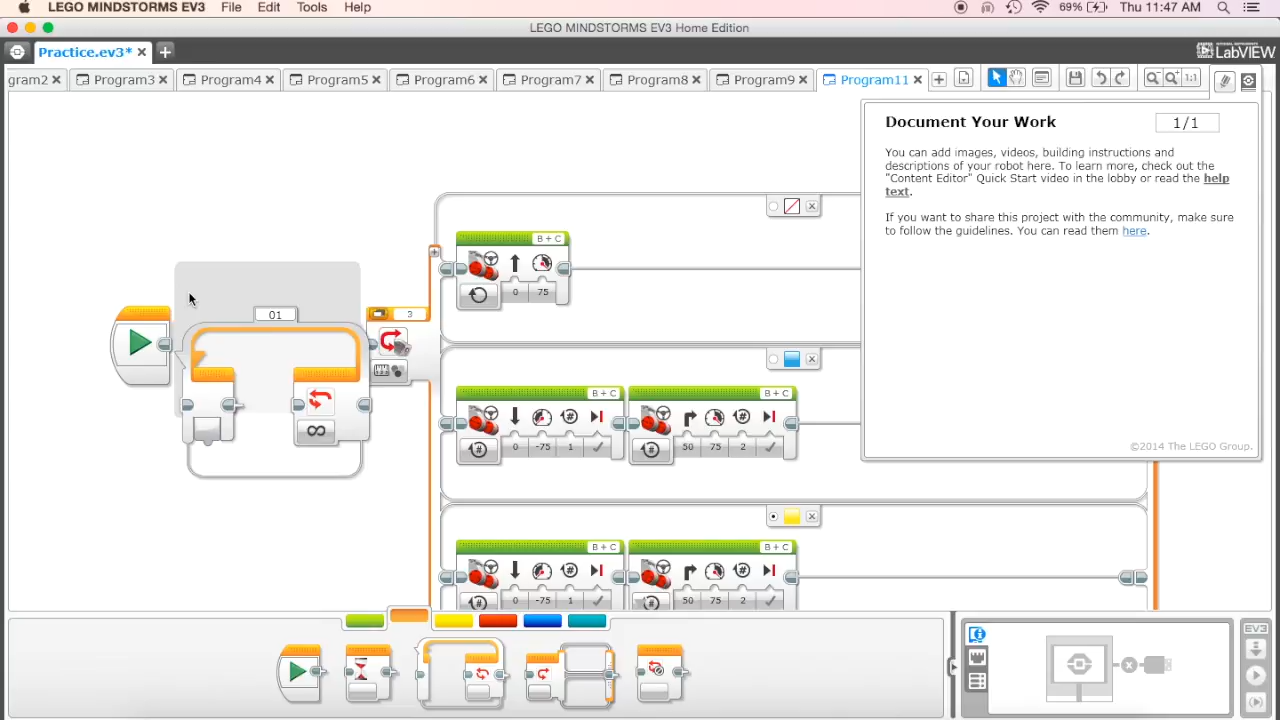 LEGO MINDSTORMS EV3 File Edit Tools Help 69% Thu 11:47 AM
LEGO MINDSTORMS EV3 Home Edition
Practice.ev3* LabVIEW
gram2 Program3 Program4 Program5 Program6 Program7 Program8 Program9 Program11 1:1
Document Your Work 1/1
You can add images, videos, building instructions and
descriptions of your robot here. To learn more, check out the
"Content Editor" Quick Start video in the lobby or read the help
text.
If you want to share this project with the community, make sure
to follow the guidelines. You can read them here.
©2014 The LEGO Group.
B + C
0 75
01
3
B + C B + C
# # # #
0 -75 1 50 75 2
B + C B + C
# # # #
0 -75 1 50 75 2
∞
EV3